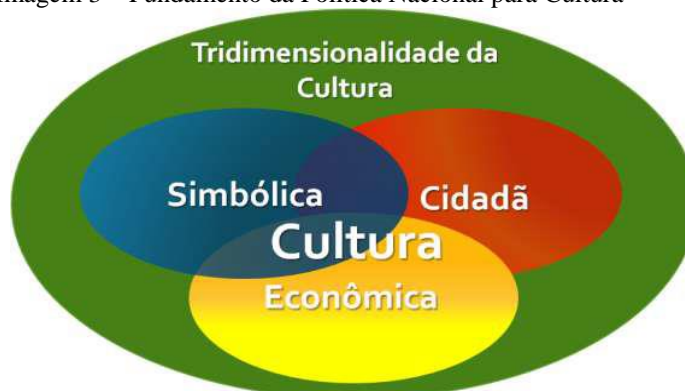 Imagem 3 – Fundamento da Política Nacional para Cultura
Tridimensionalidade da
Cultura
Simbólica
Cidadã
Cultura
Econômica